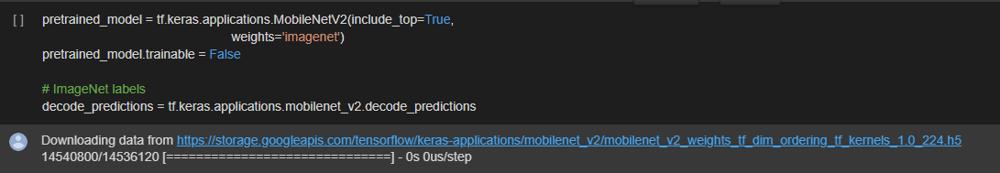 [ ] pretrained_model = tf.keras.applications.MobileNetV2(include_top=True,
weights='imagenet')
pretrained_model.trainable = False
# ImageNet labels
decode_predictions = tf.keras.applications.mobilenet_v2.decode_predictions
Downloading data from https://storage.googleapis.com/tensorflow/keras-applications/mobilenet_v2/mobilenet_v2_weights_tf_dim_ordering_tf_kernels_1.0_224.h5
14540800/14536120 [==============================] - 0s 0us/step